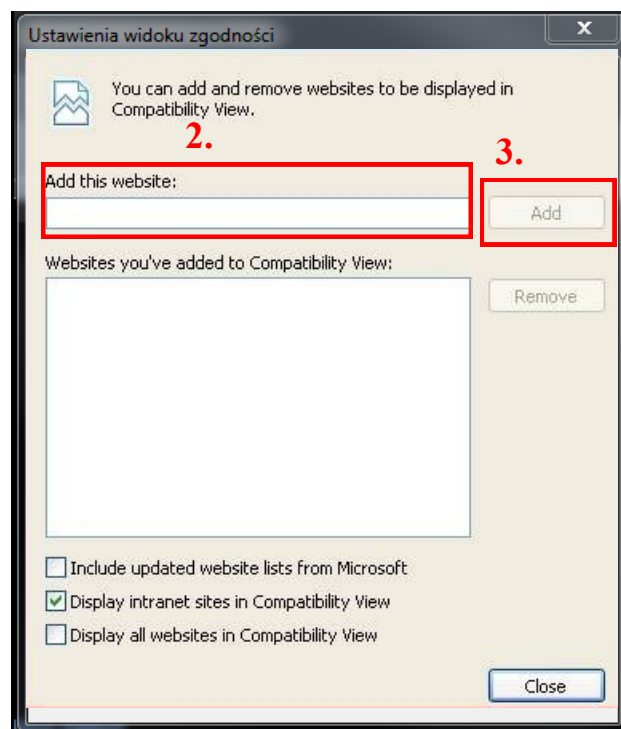 Ustawienia widoku zgodności
You can add and remove websites to be displayed in
Compatibility View.
2.
3.
Add this website:
Add
Websites you've added to Compatibility View:
Remove
Include updated website lists from Microsoft
Display intranet sites in Compatibility View
Display all websites in Compatibility View
Close